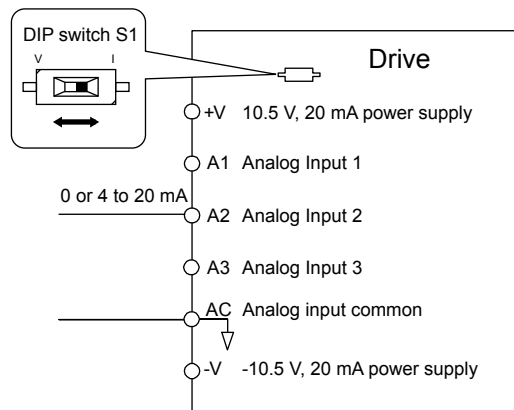 DIP switch S1
V I
Drive
+V 10.5 V, 20 mA power supply
A1 Analog Input 1
0 or 4 to 20 mA
A2 Analog Input 2
A3 Analog Input 3
AC Analog input common
-V -10.5 V, 20 mA power supply